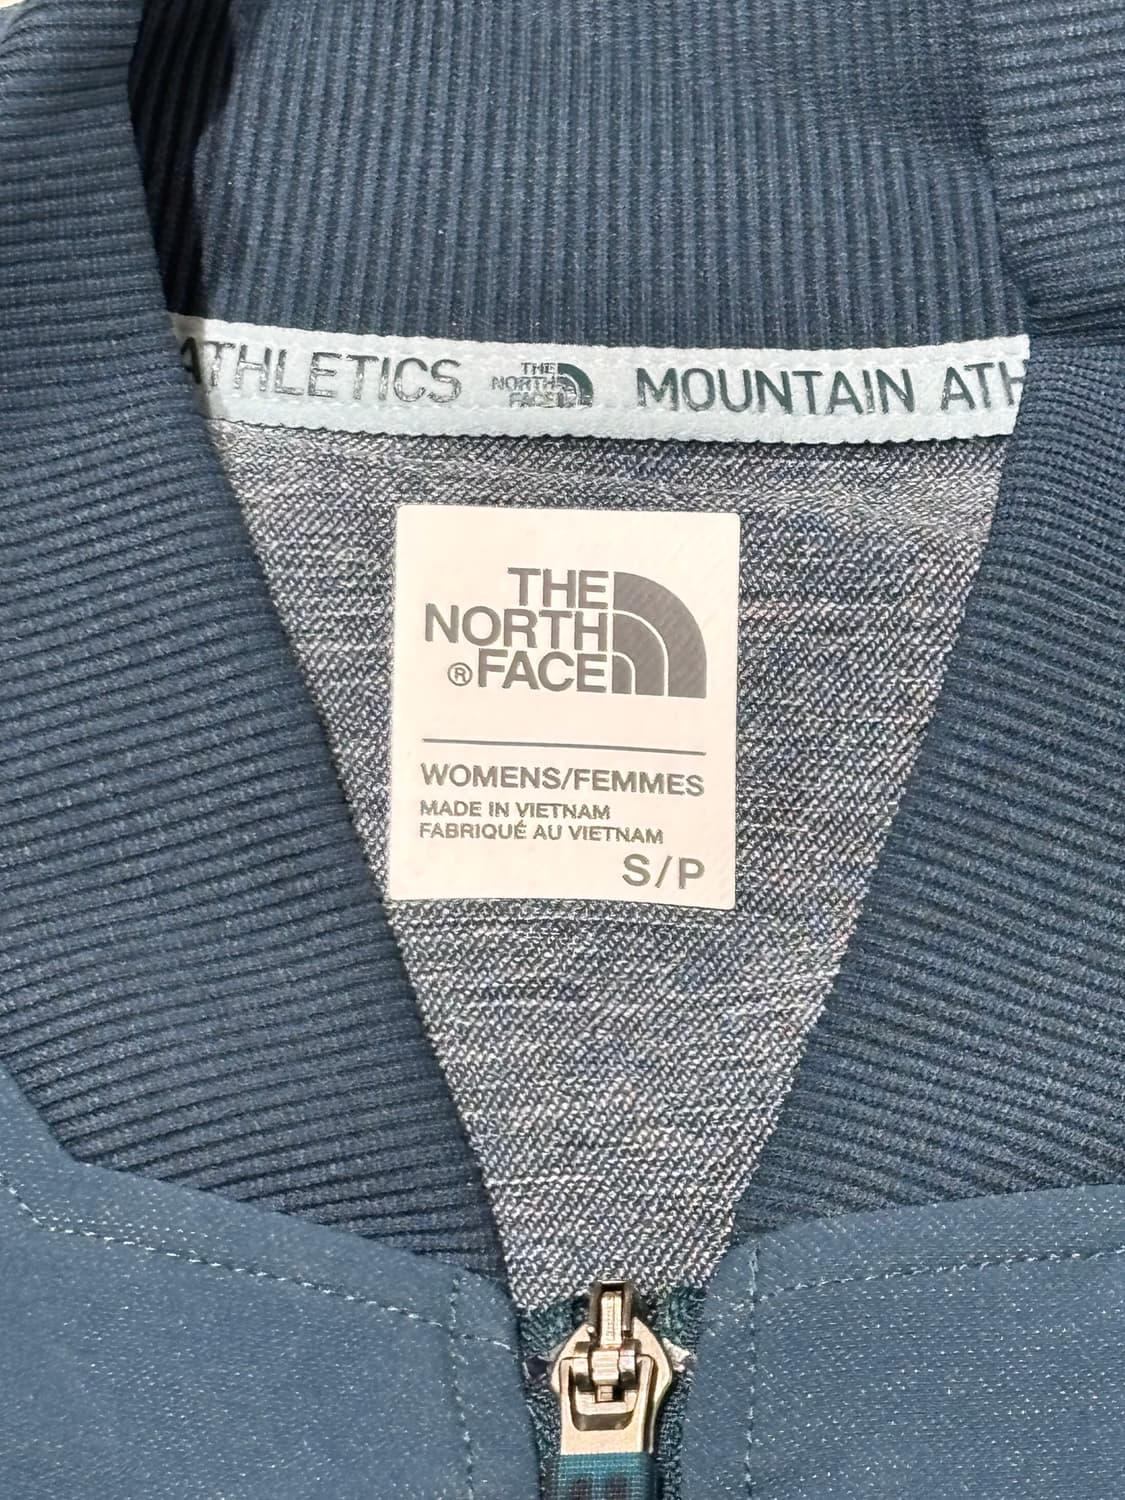 ATHLETICS THE NORTH FACE MOUNTAIN ATH
THE
NORTH
®FACE
WOMENS/FEMMES
MADE IN VIETNAM
FABRIQUÉ AU VIETNAM
S/P